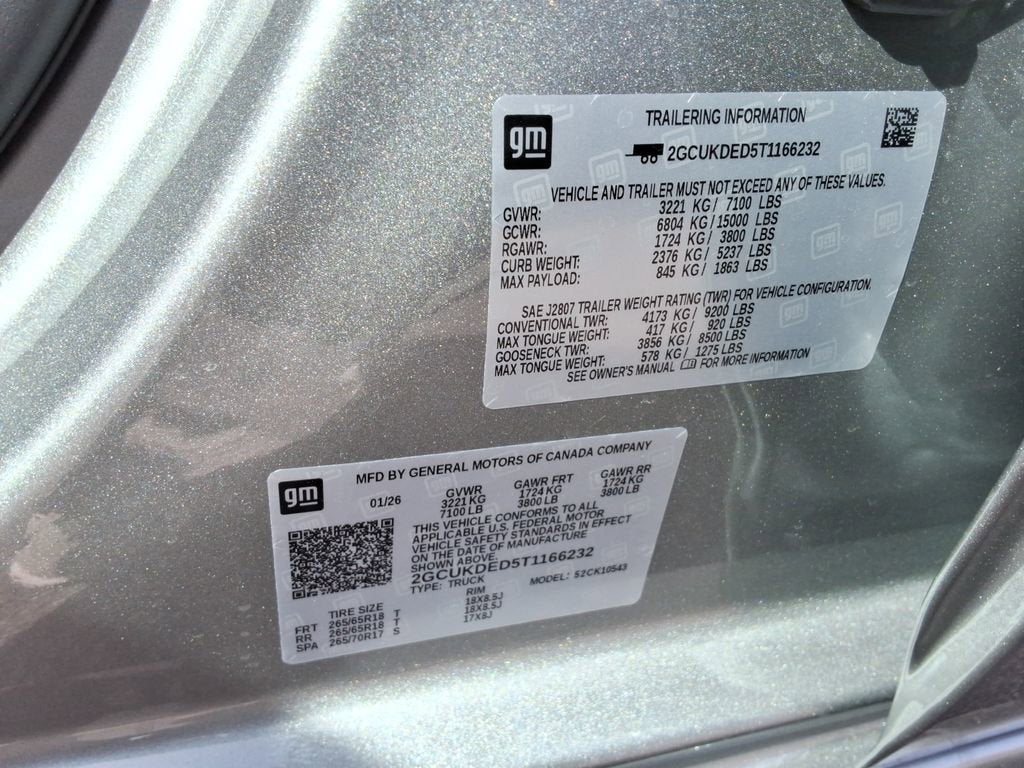 gm
TRAILERING INFORMATION
2GCUKDED5T1166232
VEHICLE AND TRAILER MUST NOT EXCEED ANY OF THESE VALUES.
GVWR: 3221 KG / 7100 LBS
GCWR: 6804 KG / 15000 LBS
RGAWR: 1724 KG / 3800 LBS
CURB WEIGHT: 2376 KG / 5237 LBS
MAX PAYLOAD: 845 KG / 1863 LBS
SAE J2807 TRAILER WEIGHT RATING (TWR) FOR VEHICLE CONFIGURATION.
CONVENTIONAL TWR: 4173 KG / 9200 LBS
MAX TONGUE WEIGHT: 417 KG / 920 LBS
GOOSENECK TWR: 3856 KG / 8500 LBS
MAX TONGUE WEIGHT: 578 KG / 1275 LBS
SEE OWNER'S MANUAL FOR MORE INFORMATION
gm
MFD BY GENERAL MOTORS OF CANADA COMPANY
01/26 GVWR GAWR FRT GAWR RR
3221 KG 1724 KG 1724 KG
7100 LB 3800 LB 3800 LB
THIS VEHICLE CONFORMS TO ALL
APPLICABLE U.S. FEDERAL MOTOR
VEHICLE SAFETY STANDARDS IN EFFECT
ON THE DATE OF MANUFACTURE
SHOWN ABOVE.
2GCUKDED5T1166232
TYPE: TRUCK MODEL: 52CK10543
TIRE SIZE RIM
FRT 265/65R18 T 18X8.5J
RR 265/65R18 T 18X8.5J
SPA 265/70R17 S 17X8J